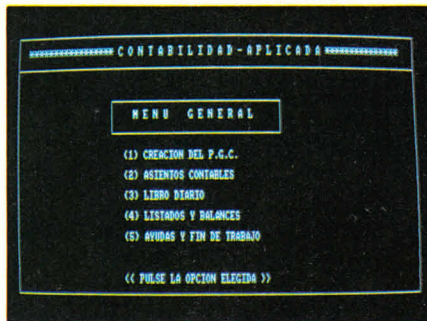 CONTABILIDAD-APLICADA
MENU GENERAL
(1) CREACION DEL P.G.C.
(2) ASIENTOS CONTABLES
(3) LIBRO DIARIO
(4) LISTADOS Y BALANCES
(5) AYUDAS Y FIN DE TRABAJO
<< PULSE LA OPCION ELEGIDA >>